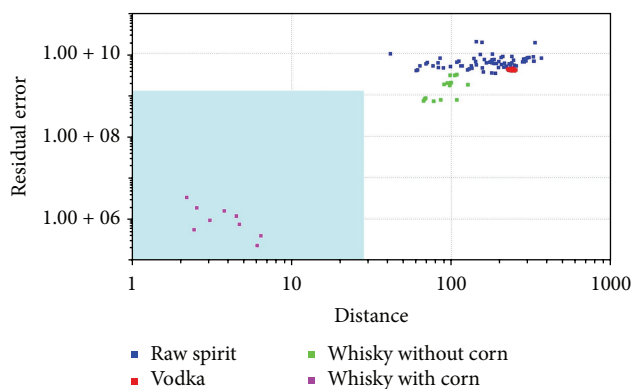 Residual error
1.00 + 10
1.00 + 08
1.00 + 06
1 10 100 1000
Distance
Raw spirit Whisky without corn
Vodka Whisky with corn